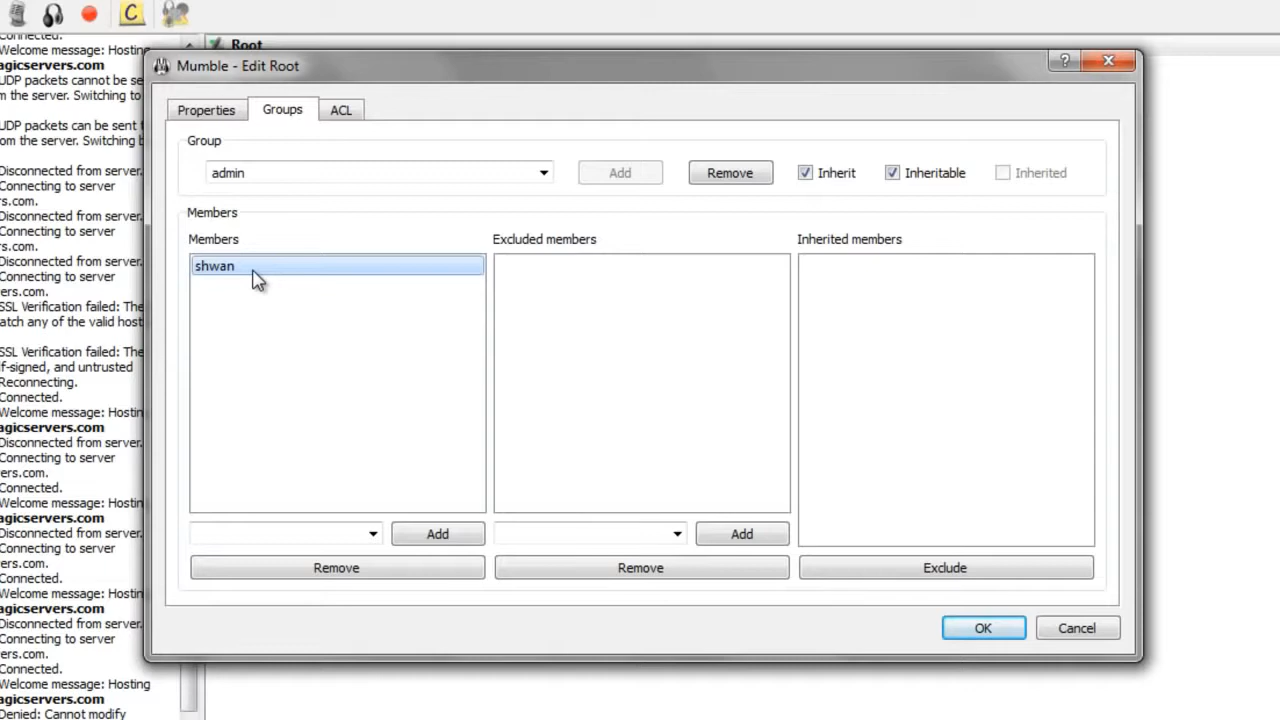 C
Connected.
Welcome message: Hosting
agicservers.com
UDP packets cannot be se
m the server. Switching to
UDP packets can be sent t
om the server. Switching b
Disconnected from server.
Connecting to server
rs.com.
Disconnected from server.
Connecting to server
ers.com.
Disconnected from server.
Connecting to server
vers.com.
SSL Verification failed: The
atch any of the valid host
SSL Verification failed: The
lf-signed, and untrusted
Reconnecting.
Connected.
Welcome message: Hosting
agicservers.com
Disconnected from server.
Connecting to server
ers.com.
Connected.
Welcome message: Hosting
agicservers.com
Disconnected from server.
Connecting to server
ers.com.
Connected.
Welcome message: Hosting
agicservers.com
Disconnected from server.
Connecting to server
ers.com.
Connected.
Welcome message: Hosting
agicservers.com
Denied: Cannot modify
Root
Mumble - Edit Root
?
Properties Groups ACL
Group
admin Add Remove Inherit Inheritable Inherited
Members
Members Excluded members Inherited members
shwan
Add Add
Remove Remove Exclude
OK Cancel